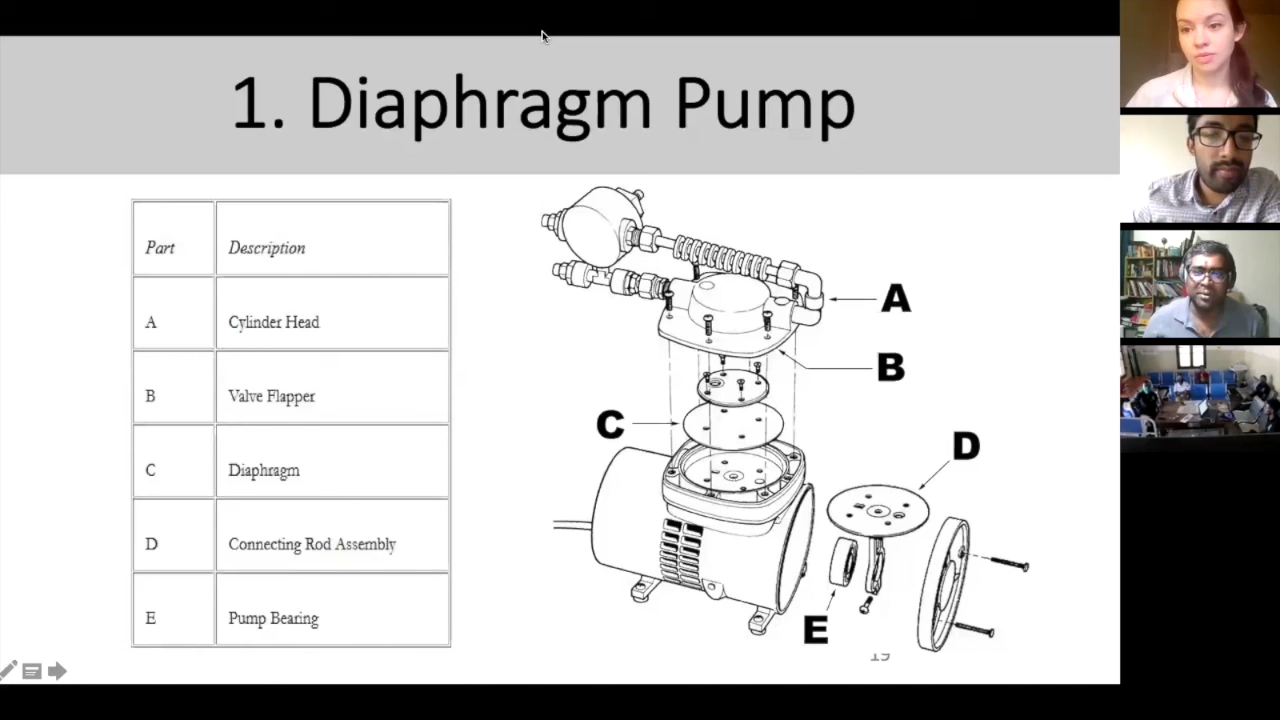 1. Diaphragm Pump
Part Description
A Cylinder Head
B Valve Flapper
C Diaphragm
D Connecting Rod Assembly
E Pump Bearing
A
B
C
D
E